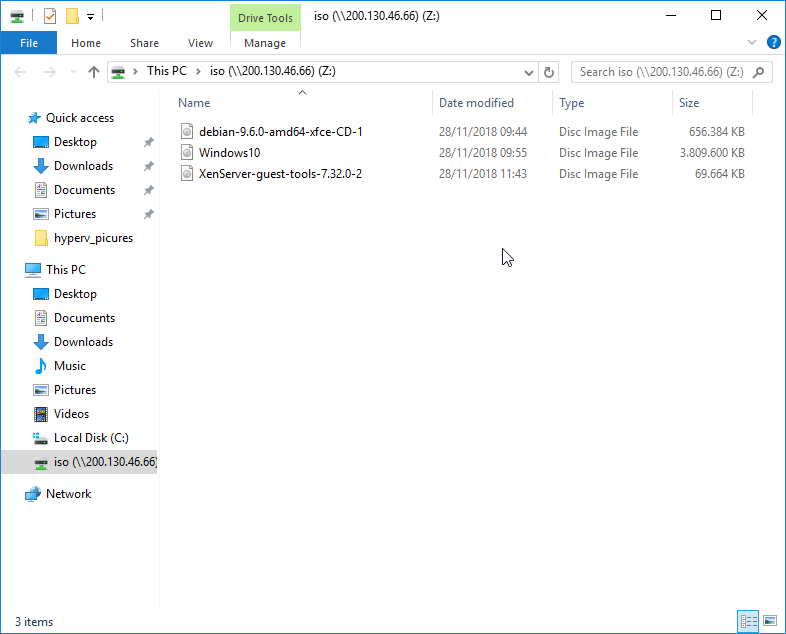 Drive Tools
iso (\\200.130.46.66) (Z:)
File Home Share View Manage
This PC iso (\\200.130.46.66) (Z:)
Search iso (\\200.130.46.66) (Z:)
Quick access
Desktop
Downloads
Documents
Pictures
hyperv_picures
This PC
Desktop
Documents
Downloads
Music
Pictures
Videos
Local Disk (C:)
iso (\\200.130.46.66)
Network
Name Date modified Type Size
debian-9.6.0-amd64-xfce-CD-1 28/11/2018 09:44 Disc Image File 656.384 KB
Windows10 28/11/2018 09:55 Disc Image File 3.809.600 KB
XenServer-guest-tools-7.32.0-2 28/11/2018 11:43 Disc Image File 69.664 KB
3 items